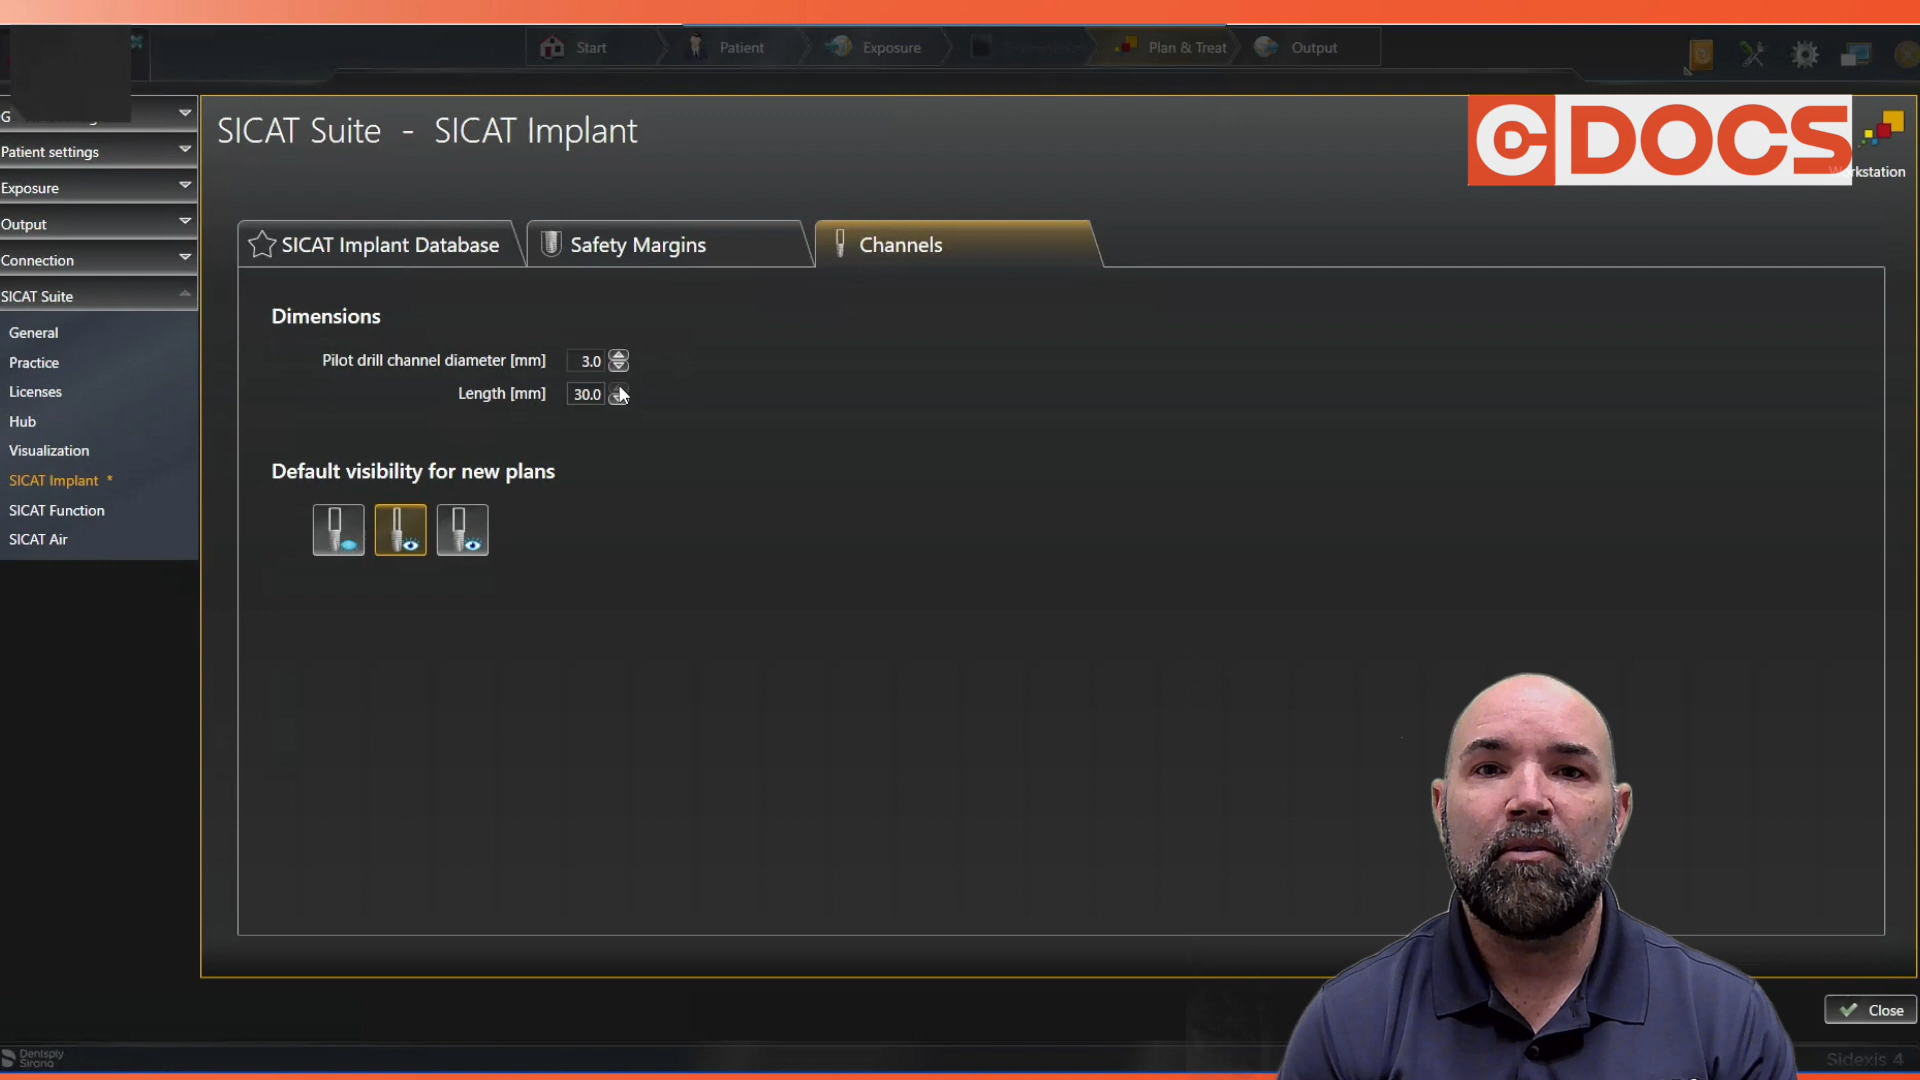 Start
Patient
Exposure
Plan & Treat
Output
Patient settings
Exposure
Output
Connection
SICAT Suite
General
Practice
Licenses
Hub
Visualization
SICAT Implant *
SICAT Function
SICAT Air
SICAT Suite - SICAT Implant
C DOCS
SICAT Implant Database
Safety Margins
Channels
Dimensions
Pilot drill channel diameter [mm] 3.0
Length [mm] 30.0
Default visibility for new plans
Close
Dentsply
Sirona
Sidexis 4